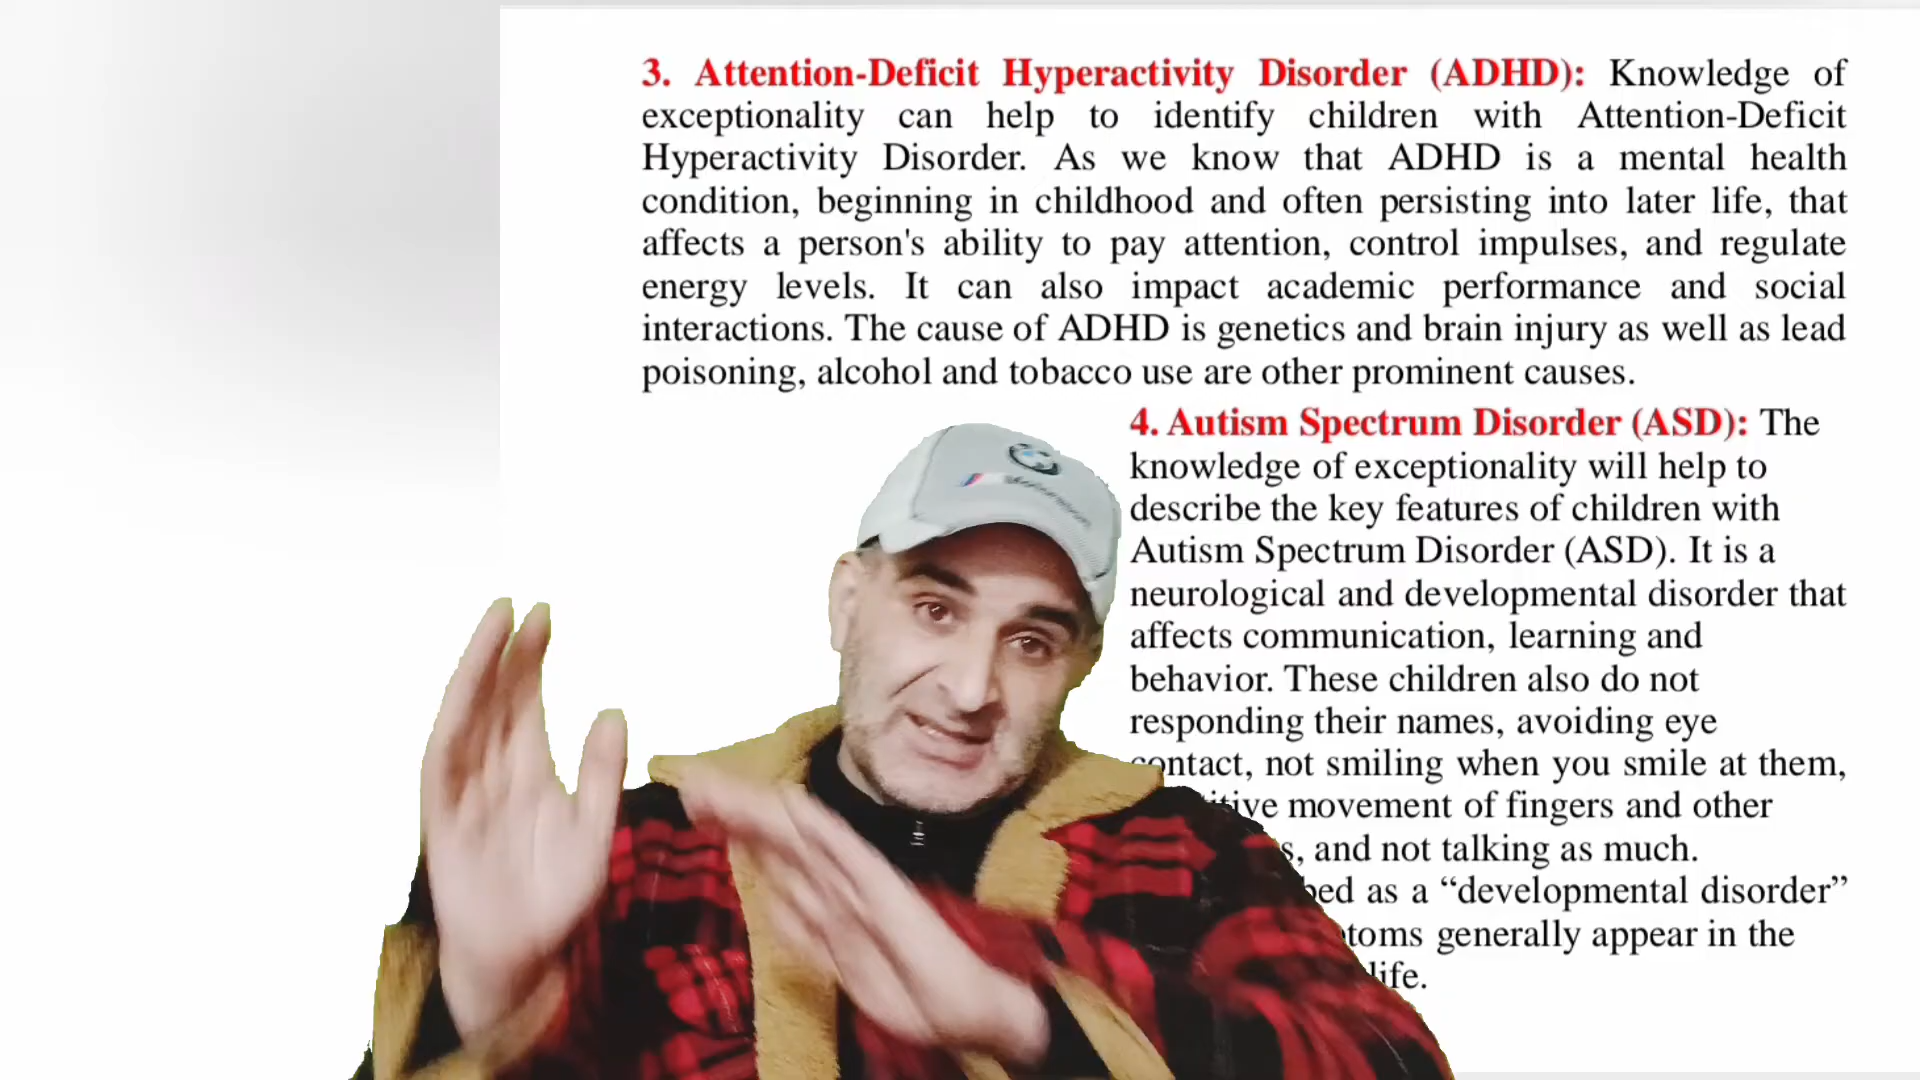 3. Attention-Deficit Hyperactivity Disorder (ADHD): Knowledge of
exceptionality can help to identify children with Attention-Deficit
Hyperactivity Disorder. As we know that ADHD is a mental health
condition, beginning in childhood and often persisting into later life, that
affects a person's ability to pay attention, control impulses, and regulate
energy levels. It can also impact academic performance and social
interactions. The cause of ADHD is genetics and brain injury as well as lead
poisoning, alcohol and tobacco use are other prominent causes.
4. Autism Spectrum Disorder (ASD): The
knowledge of exceptionality will help to
describe the key features of children with
Autism Spectrum Disorder (ASD). It is a
neurological and developmental disorder that
affects communication, learning and
behavior. These children also do not
responding their names, avoiding eye
contact, not smiling when you smile at them,
movement of fingers and other
and not talking as much.
as a “developmental disorder”
generally appear in the
life.